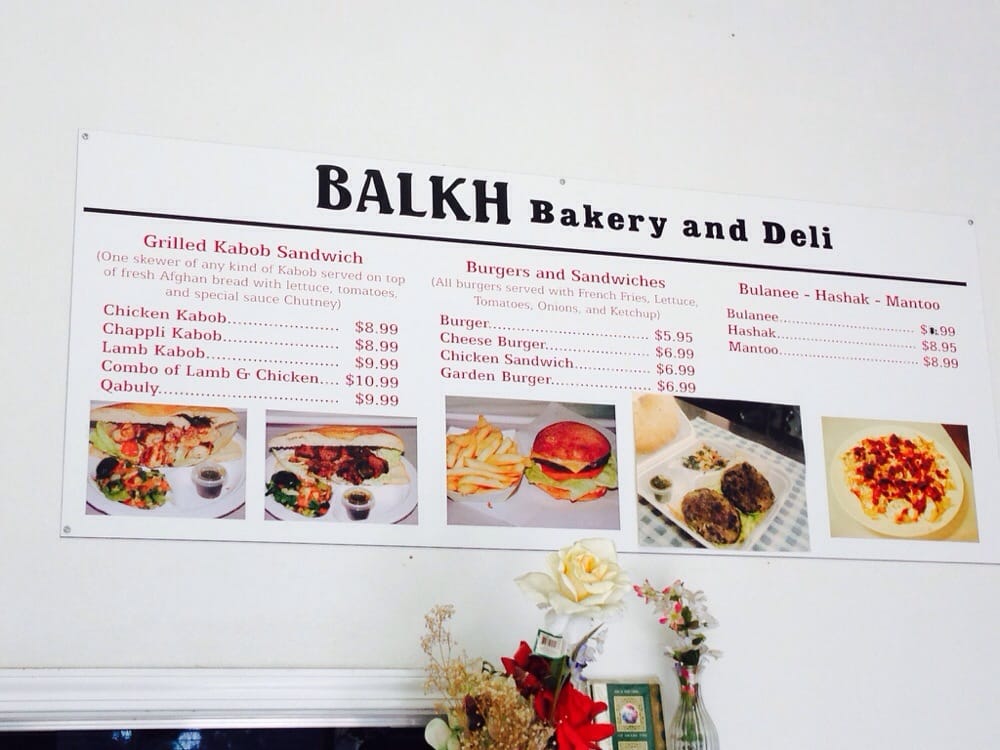 BALKH Bakery and Deli
Grilled Kabob Sandwich
(One skewer of any kind of Kabob served on top
of fresh Afghan bread with lettuce, tomatoes,
and special sauce Chutney)
Chicken Kabob............................ $8.99
Chappli Kabob............................. $8.99
Lamb Kabob................................ $9.99
Combo of Lamb & Chicken.... $10.99
Qabuly........................................ $9.99
Burgers and Sandwiches
(All burgers served with French Fries, Lettuce,
Tomatoes, Onions, and Ketchup)
Burger........................................ $5.95
Cheese Burger........................... $6.99
Chicken Sandwich..................... $6.99
Garden Burger.......................... $6.99
Bulanee - Hashak - Mantoo
Bulanee.......................................
Hashak........................................ $8.95
Mantoo........................................ $8.99